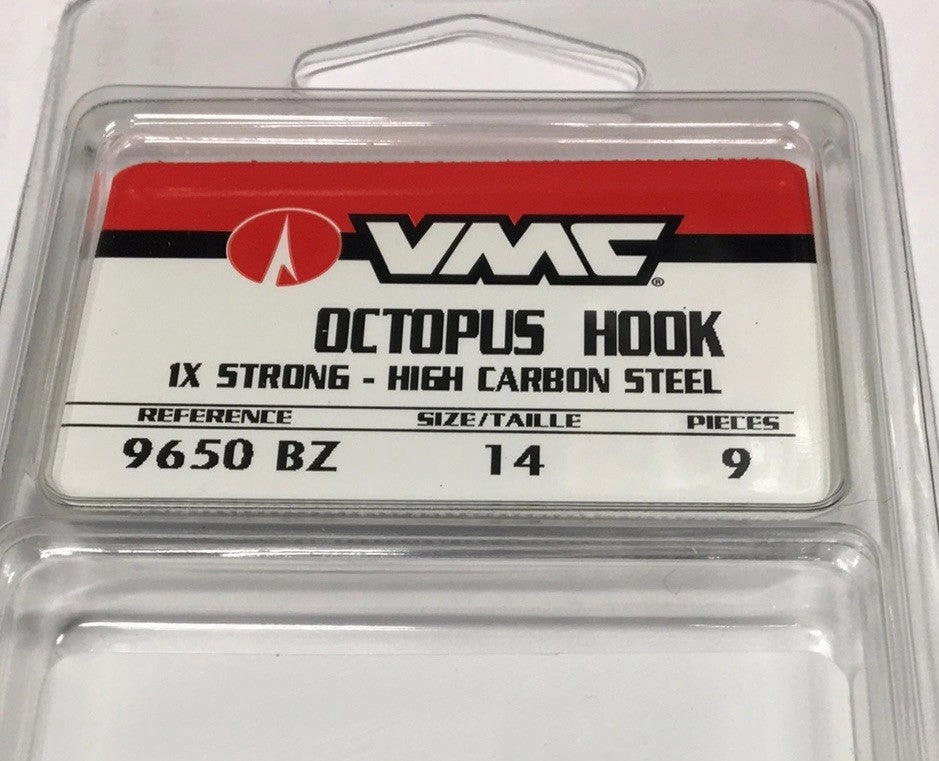 VMC®
OCTOPUS HOOK
1X STRONG - HIGH CARBON STEEL
REFERENCE SIZE/TAILLE PIECES
9650 BZ 14 9